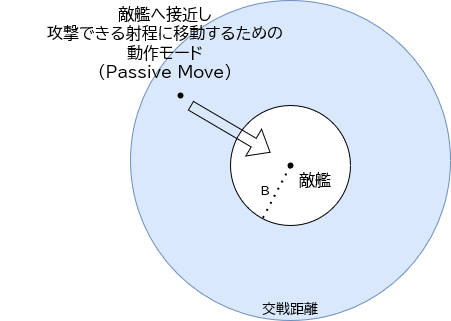 敵艦へ接近し
攻撃できる射程に移動するための
動作モード
（Passive Move）
B
敵艦
交戦距離